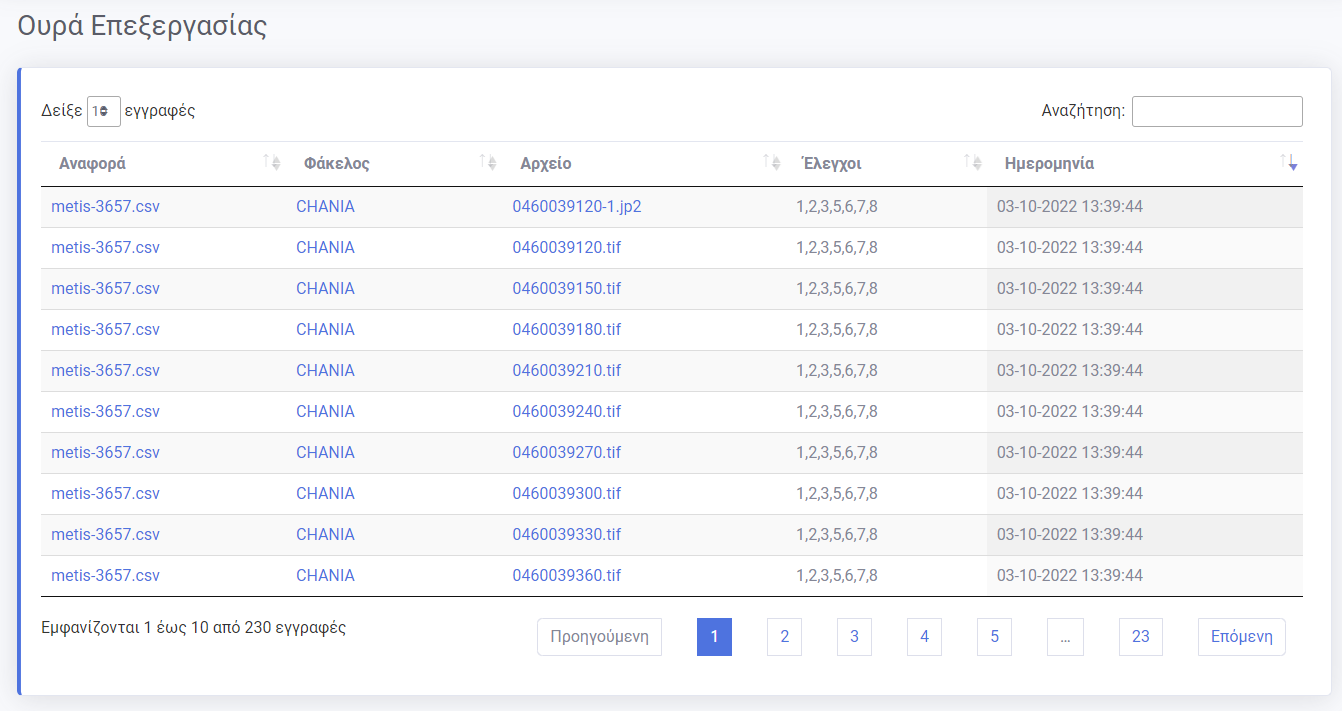 Ουρά Επεξεργασίας
Δείξε 1 εγγραφές Αναζήτηση:
Αναφορά Φάκελος Αρχείο Έλεγχοι Ημερομηνία
metis-3657.csv CHANIA 0460039120-1.jp2 1,2,3,5,6,7,8 03-10-2022 13:39:44
metis-3657.csv CHANIA 0460039120.tif 1,2,3,5,6,7,8 03-10-2022 13:39:44
metis-3657.csv CHANIA 0460039150.tif 1,2,3,5,6,7,8 03-10-2022 13:39:44
metis-3657.csv CHANIA 0460039180.tif 1,2,3,5,6,7,8 03-10-2022 13:39:44
metis-3657.csv CHANIA 0460039210.tif 1,2,3,5,6,7,8 03-10-2022 13:39:44
metis-3657.csv CHANIA 0460039240.tif 1,2,3,5,6,7,8 03-10-2022 13:39:44
metis-3657.csv CHANIA 0460039270.tif 1,2,3,5,6,7,8 03-10-2022 13:39:44
metis-3657.csv CHANIA 0460039300.tif 1,2,3,5,6,7,8 03-10-2022 13:39:44
metis-3657.csv CHANIA 0460039330.tif 1,2,3,5,6,7,8 03-10-2022 13:39:44
metis-3657.csv CHANIA 0460039360.tif 1,2,3,5,6,7,8 03-10-2022 13:39:44
Εμφανίζονται 1 έως 10 από 230 εγγραφές Προηγούμενη 1 2 3 4 5 ... 23 Επόμενη